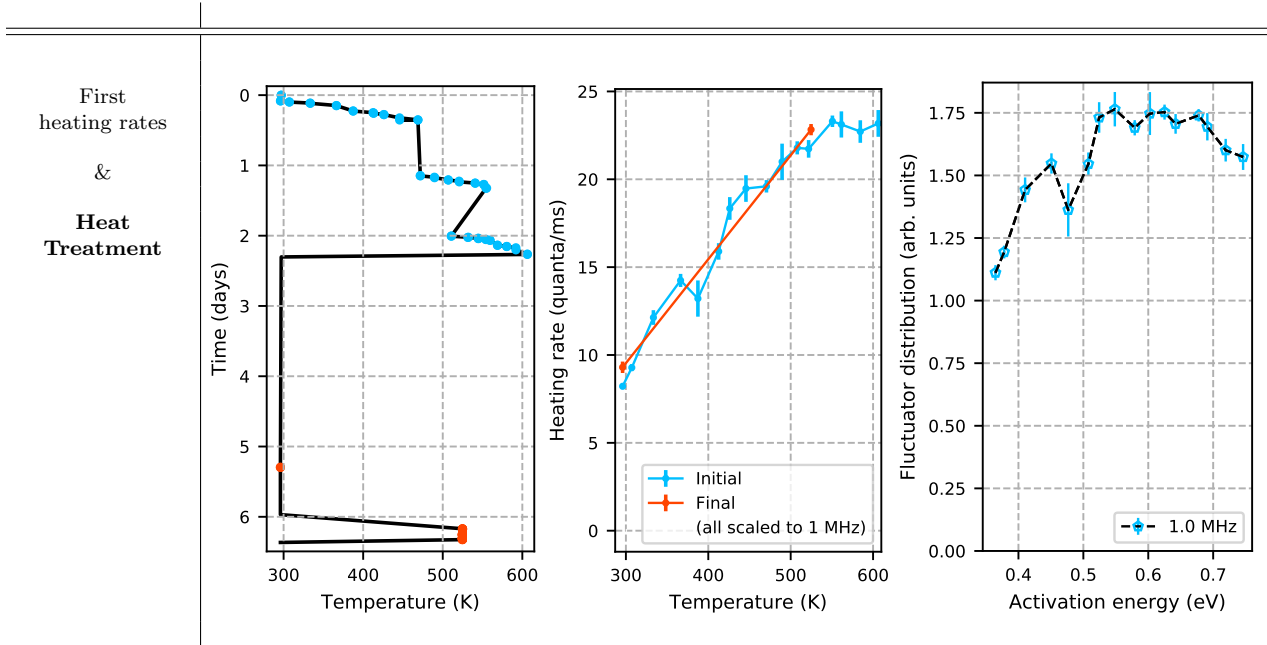 First
heating rates
&
Heat
Treatment
0
1
2
3
4
5
6
Time (days)
300 400 500 600
Temperature (K)
25
20
15
10
5
0
Heating rate (quanta/ms)
Initial
Final
(all scaled to 1 MHz)
300 400 500 600
Temperature (K)
1.75
1.50
1.25
1.00
0.75
0.50
0.25
0.00
Fluctuator distribution (arb. units)
1.0 MHz
0.4 0.5 0.6 0.7
Activation energy (eV)